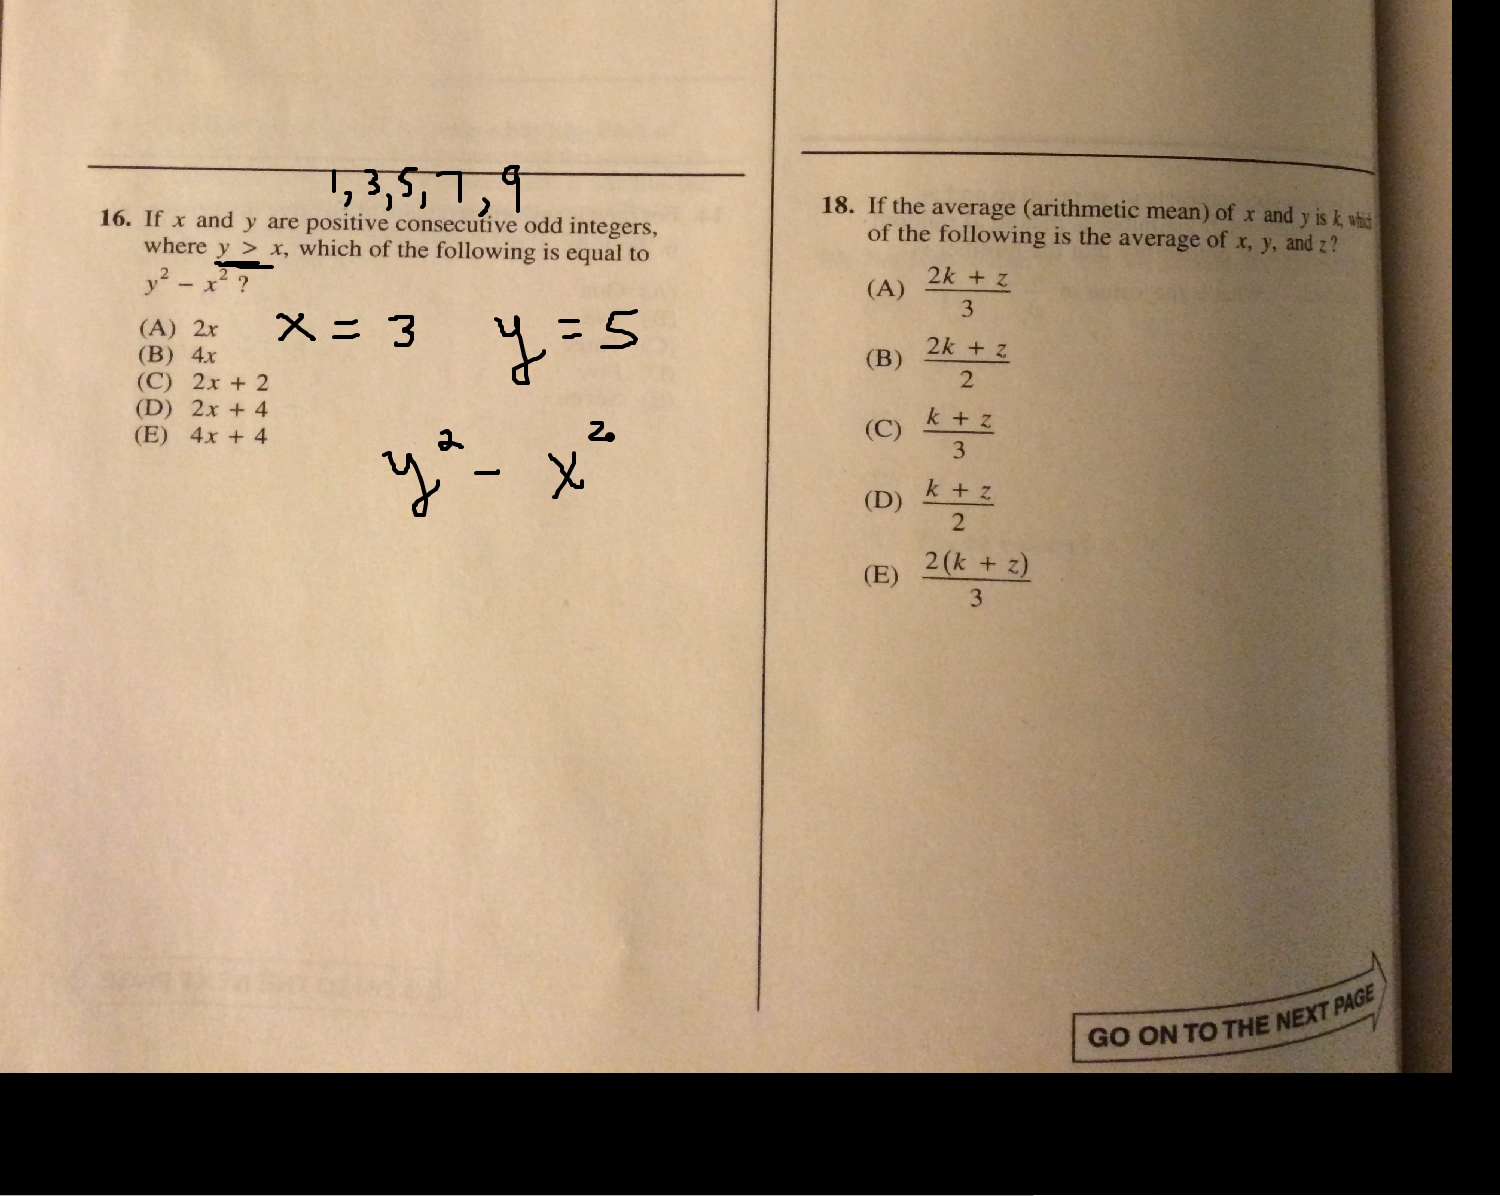 1, 3, 5, 7, 9
16. If x and y are positive consecutive odd integers,
where y > x, which of the following is equal to
y² − x² ?
(A) 2x
(B) 4x
(C) 2x + 2
(D) 2x + 4
(E) 4x + 4
x = 3 y = 5
y² − x²
18. If the average (arithmetic mean) of x and y is k, which
of the following is the average of x, y, and z ?
(A) 2k + z
3
(B) 2k + z
2
(C) k + z
3
(D) k + z
2
(E) 2(k + z)
3
GO ON TO THE NEXT PAGE